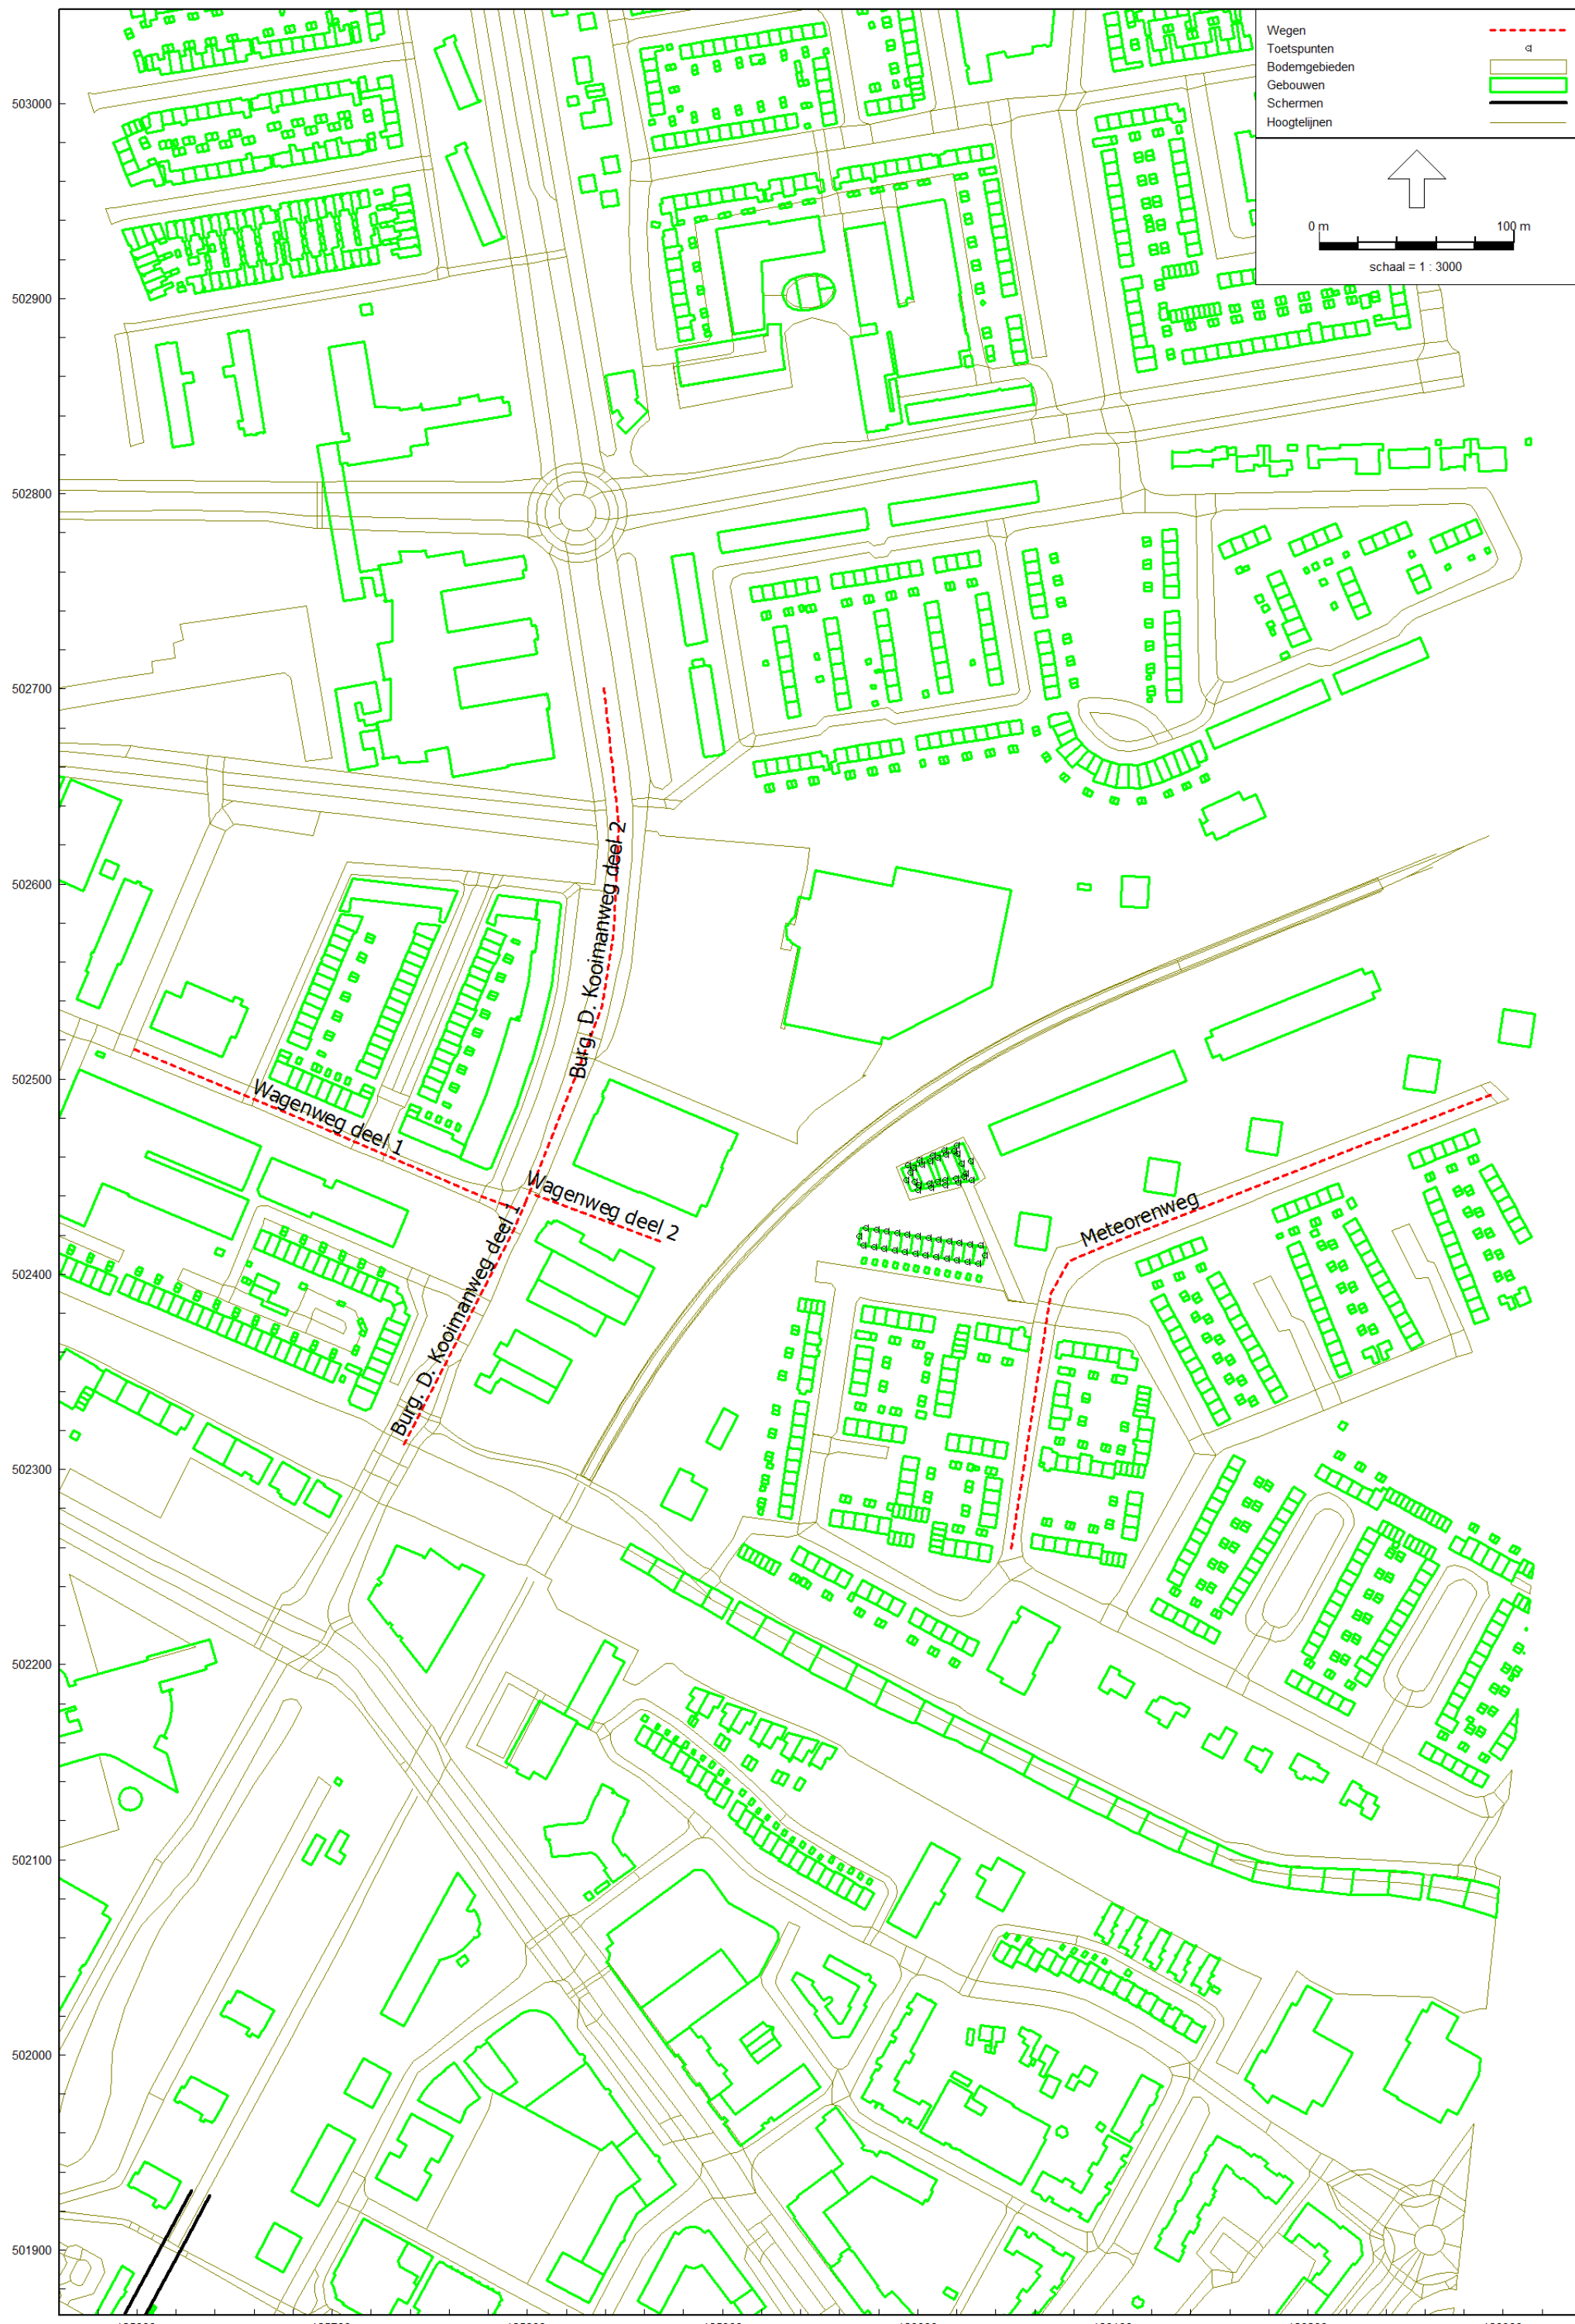 Wegen
Toetspunten
Bodemgebieden
Gebouwen
Schermen
Hoogtelijnen
0 m 100 m
schaal = 1 : 3000
503000
502900
502800
502700
502600
502500
502400
502300
502200
502100
502000
501900
Burg. D. Kooimanweg deel 2
Wagenweg deel 1
Wagenweg deel 2
Burg. D. Kooimanweg deel 1
Meteorenweg